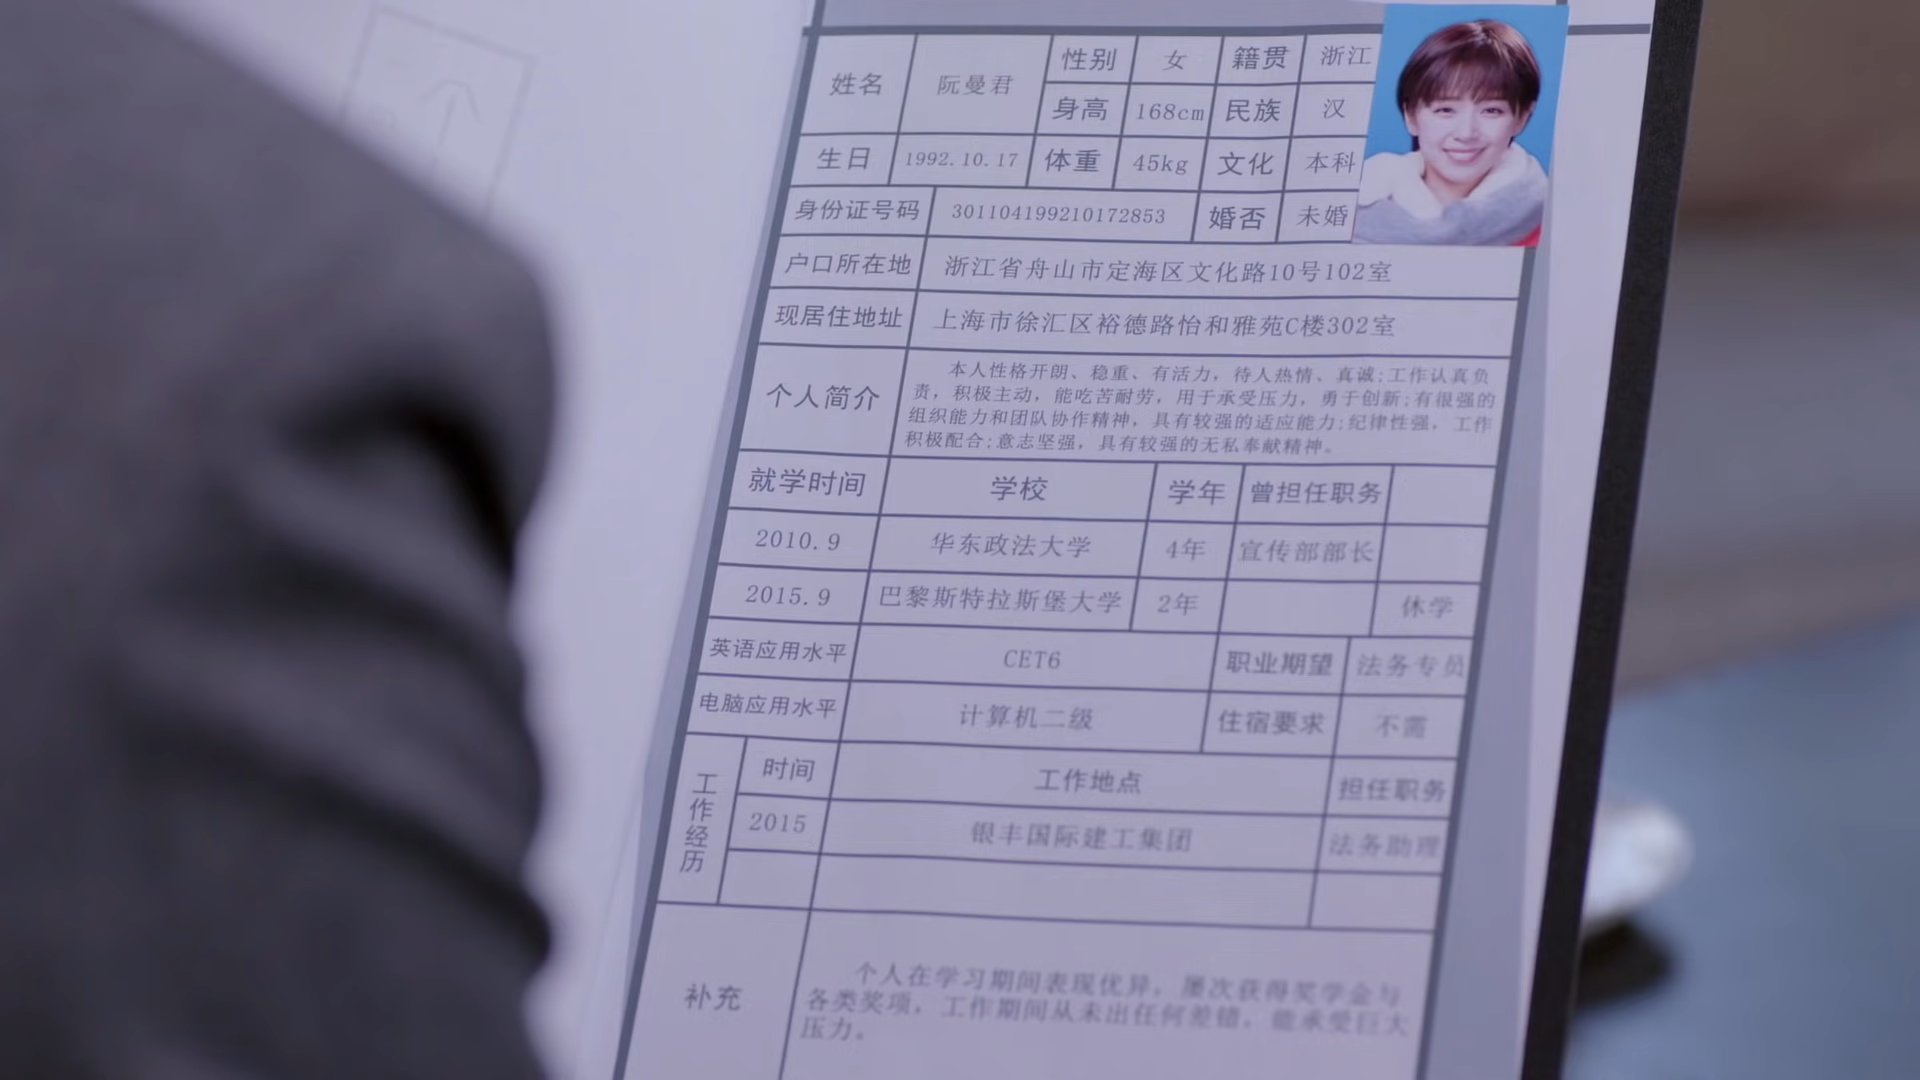 姓名 阮曼君 性别 女 籍贯 浙江
身高 168cm 民族 汉
生日 1992.10.17 体重 45kg 文化 本科
身份证号码 301104199210172853 婚否 未婚
户口所在地 浙江省舟山市定海区文化路10号102室
现居住地址 上海市徐汇区裕德路怡和雅苑C楼302室
个人简介
本人性格开朗、稳重、有活力，待人热情、真诚;工作认真负
责，积极主动，能吃苦耐劳，用于承受压力，勇于创新;有很强的
组织能力和团队协作精神，具有较强的适应能力;纪律性强，工作
积极配合;意志坚强，具有较强的无私奉献精神。
就学时间 学校 学年 曾担任职务
2010.9 华东政法大学 4年 宣传部部长
2015.9 巴黎斯特拉斯堡大学 2年 休学
英语应用水平 CET6 职业期望 法务专员
电脑应用水平 计算机二级 住宿要求 不需
工作经历 时间 工作地点 担任职务
2015 银丰国际建工集团 法务助理
补充
个人在学习期间表现优异，屡次获得奖学金与
各类奖项，工作期间从未出任何差错，能承受巨大
压力。